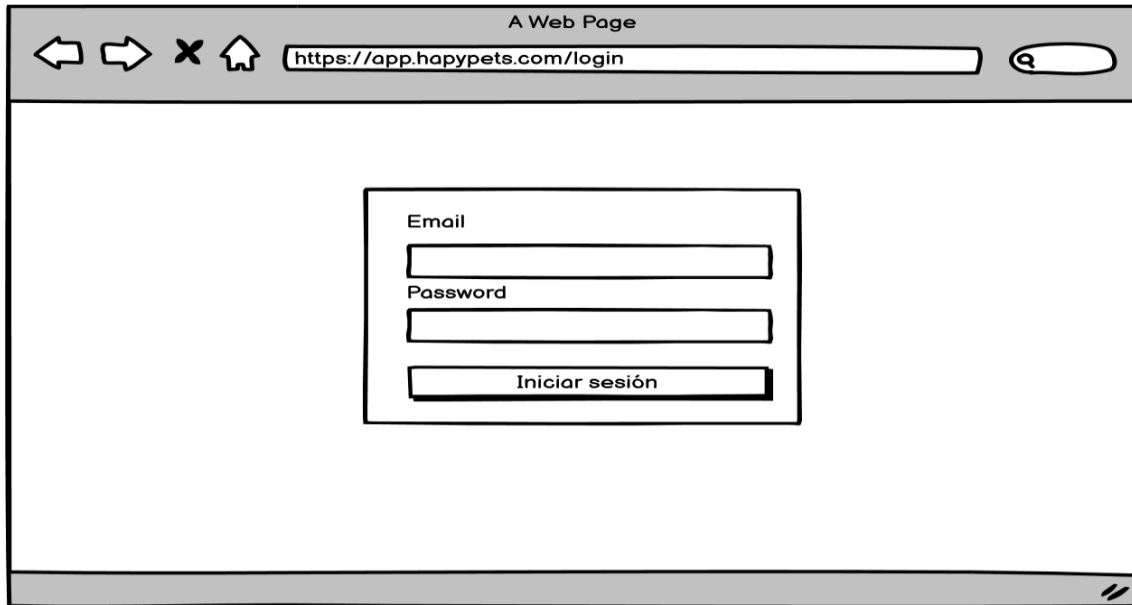 A Web Page
https://app.hapypets.com/login
Email
Password
Iniciar sesión